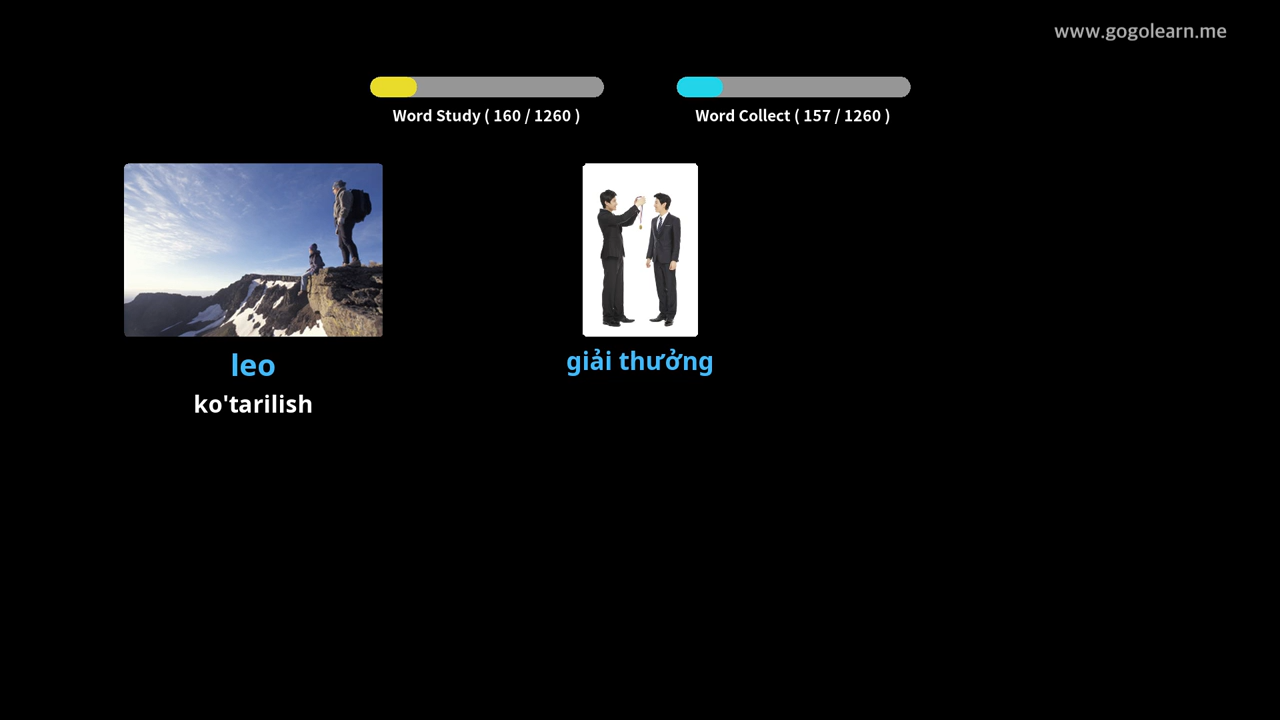 www.gogolearn.me
Word Study ( 160 / 1260 )
Word Collect ( 157 / 1260 )
leo
ko'tarilish
giải thưởng